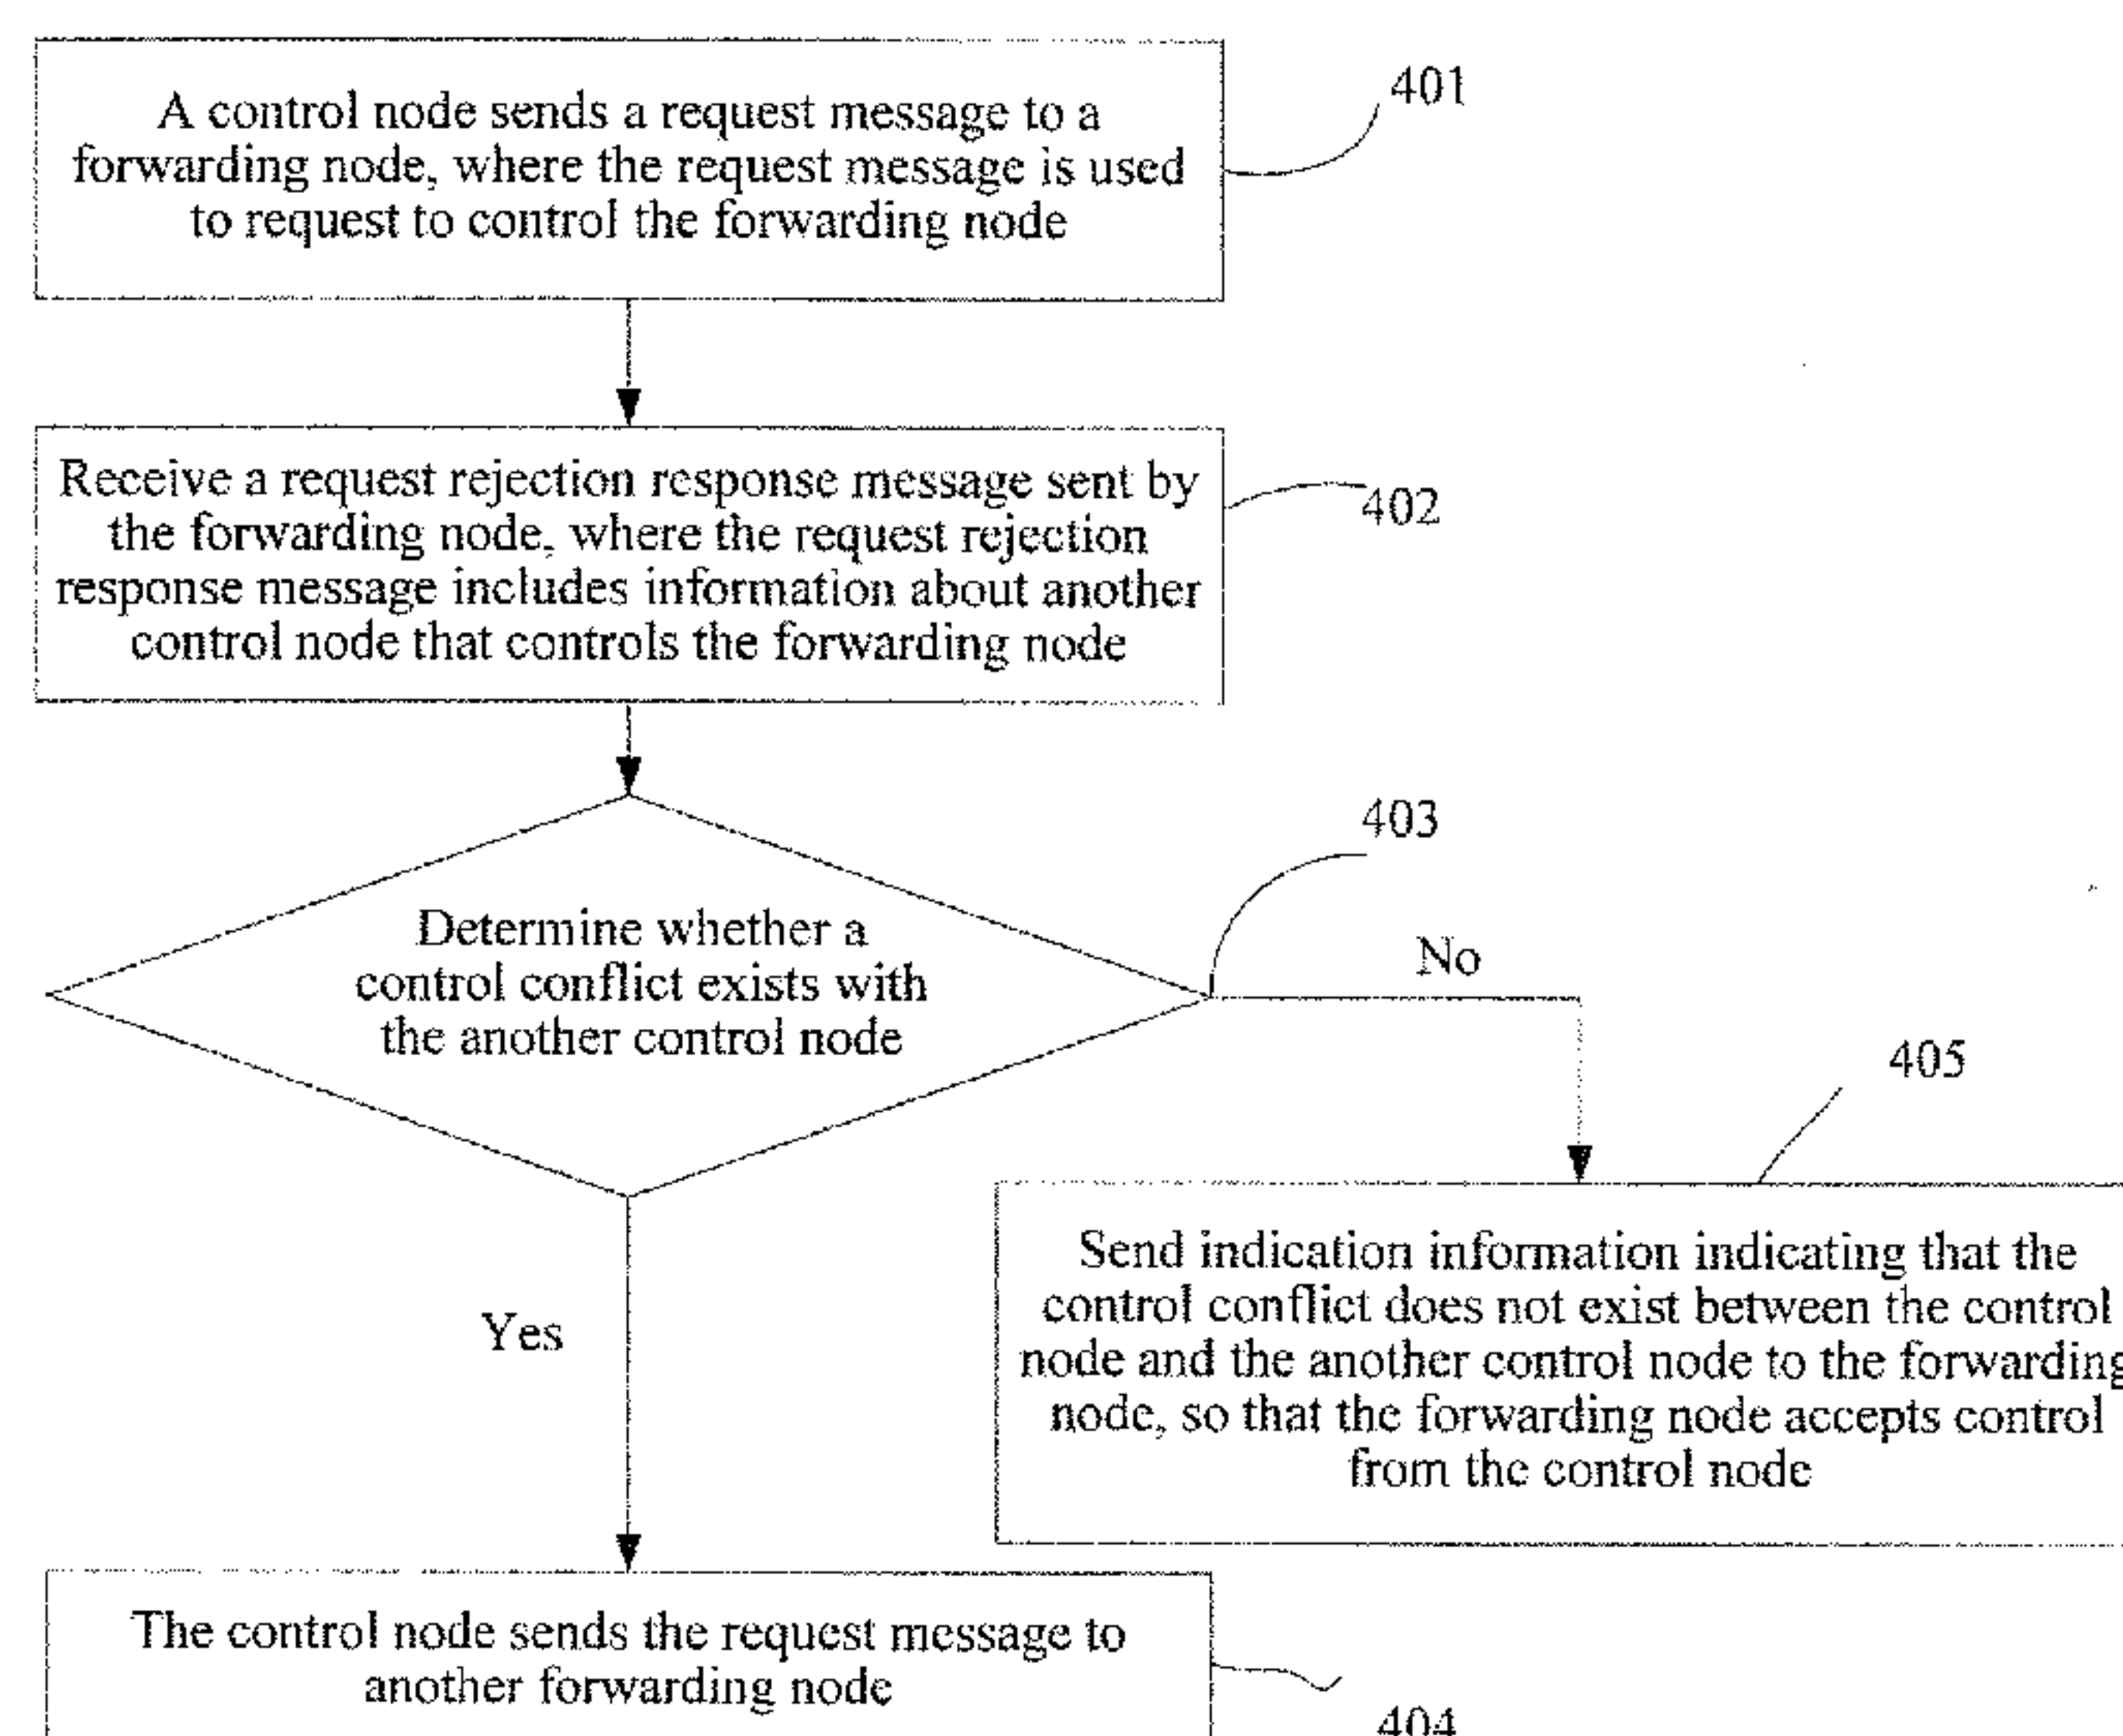 A control node sends a request message to a
forwarding node, where the request message is used
to request to control the forwarding node
401
Receive a request rejection response message sent by
the forwarding node, where the request rejection
response message includes information about another
control node that controls the forwarding node
402
Determine whether a
control conflict exists with
the another control node
403
No
405
Send indication information indicating that the
control conflict does not exist between the control
node and the another control node to the forwarding
node, so that the forwarding node accepts control
from the control node
Yes
The control node sends the request message to
another forwarding node
404